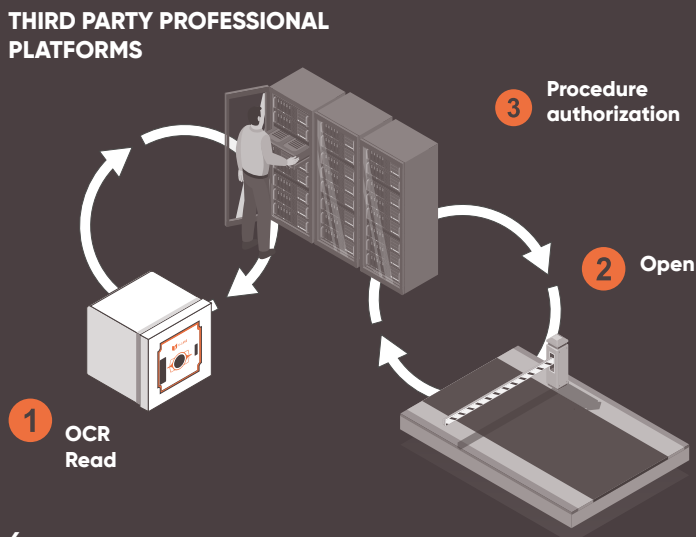 THIRD PARTY PROFESSIONAL
PLATFORMS
3
Procedure
authorization
2
Open
1
OCR
Read